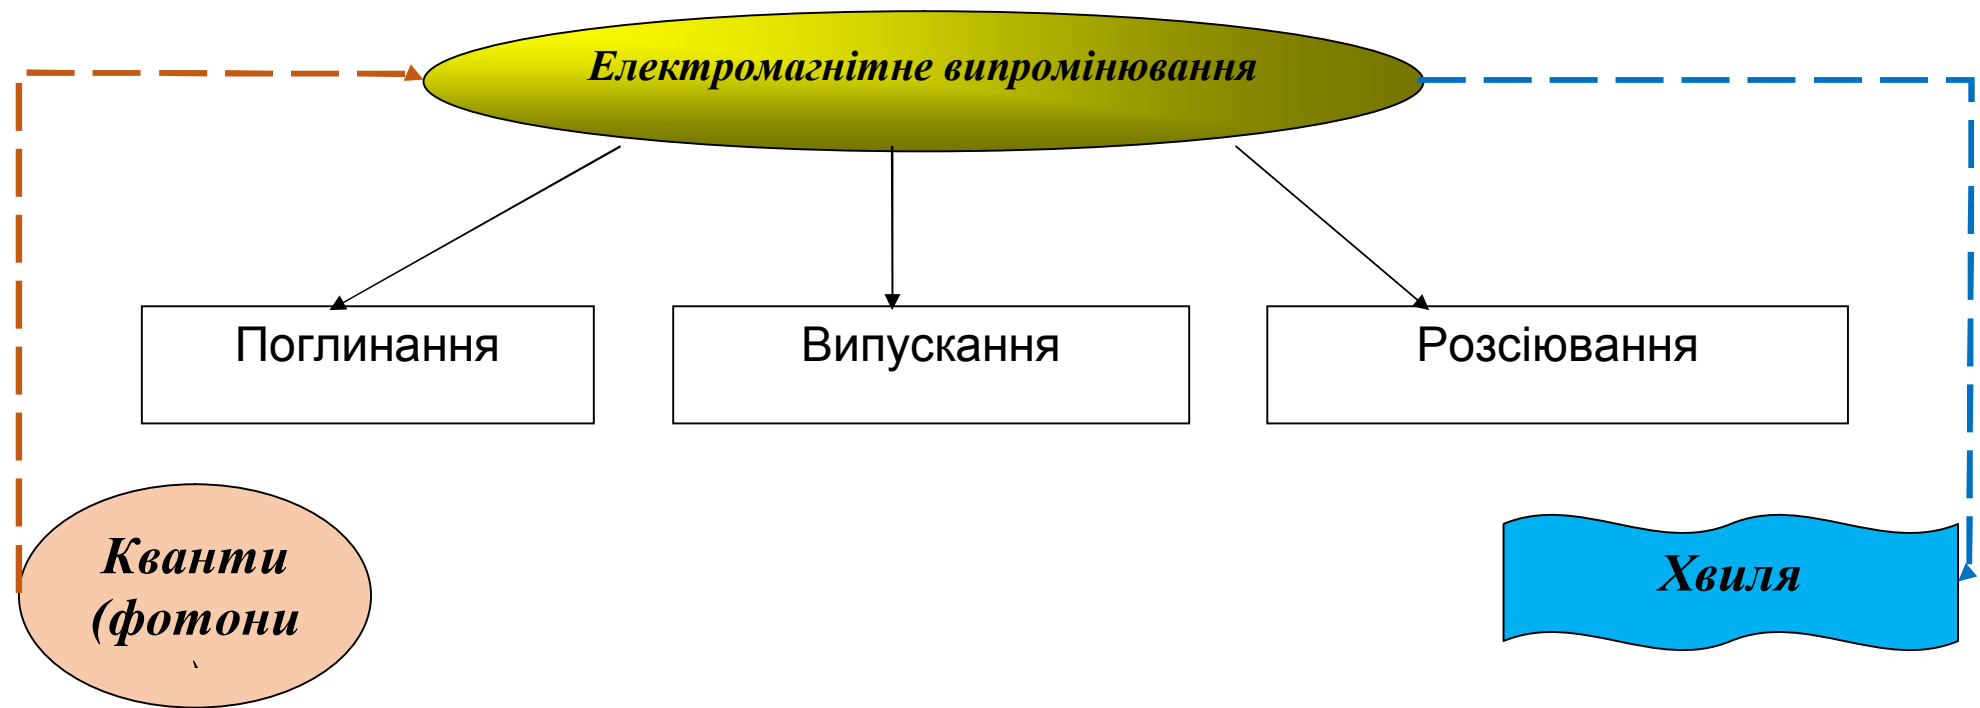 Електромагнітне випромінювання
Поглинання
Випускання
Розсіювання
Кванти
(фотони
Хвиля